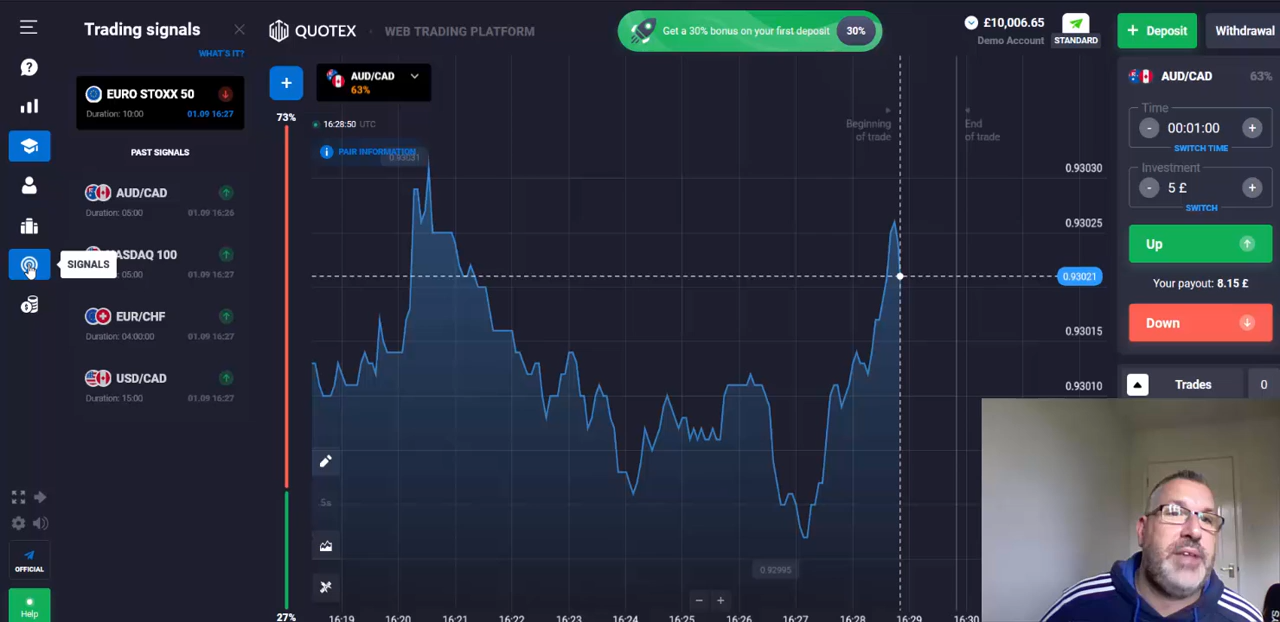 Trading signals
WHAT'S IT?
EURO STOXX 50
Duration: 10:00 01.09 16:27
PAST SIGNALS
AUD/CAD
Duration: 05:00 01.09 16:26
NASDAQ 100
SIGNALS
05:00 01.09 16:27
EUR/CHF
Duration: 04:00:00 01.09 16:27
USD/CAD
Duration: 15:00 01.09 16:27
OFFICIAL
Help
QUOTEX WEB TRADING PLATFORM
Get a 30% bonus on your first deposit 30%
£10,006.65
Demo Account
STANDARD
+ Deposit
Withdrawal
+
AUD/CAD
63%
73%
16:28:50 UTC
PAIR INFORMATION
0.93031
Beginning
of trade
End
of trade
0.93030
0.93025
0.93021
0.93015
0.93010
5s
0.92995
− +
27%
16:19 16:20 16:21 16:22 16:23 16:24 16:25 16:26 16:27 16:28 16:29 16:30
AUD/CAD 63%
Time
- 00:01:00 +
SWITCH TIME
Investment
- 5 £ +
SWITCH
Up
Your payout: 8.15 £
Down
Trades 0